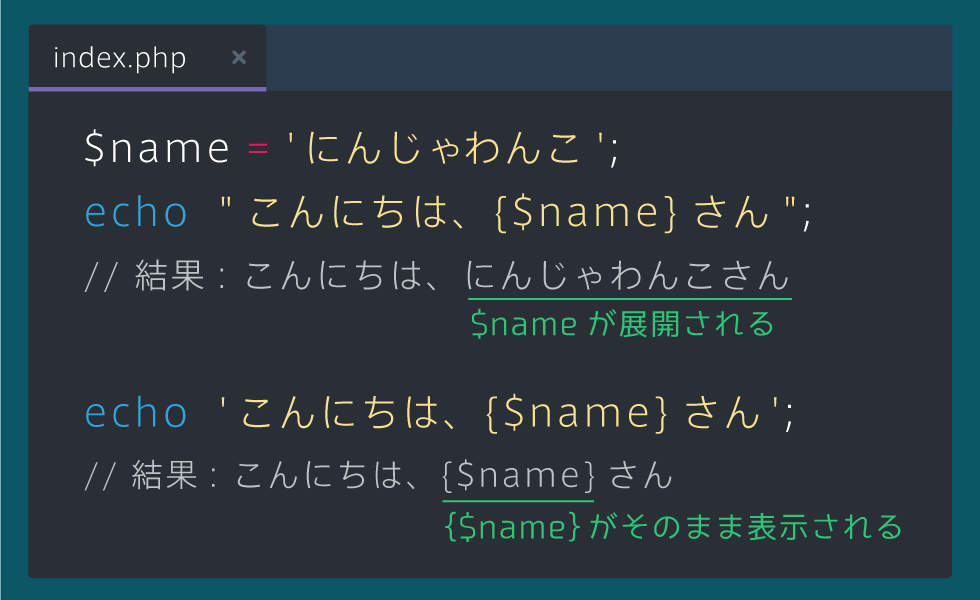 index.php ×
$name = ' にんじゃわんこ ';
echo " こんにちは、{$name} さん ";
// 結果 : こんにちは、にんじゃわんこさん
$name が展開される
echo ' こんにちは、{$name} さん ';
// 結果 : こんにちは、{$name} さん
{$name} がそのまま表示される